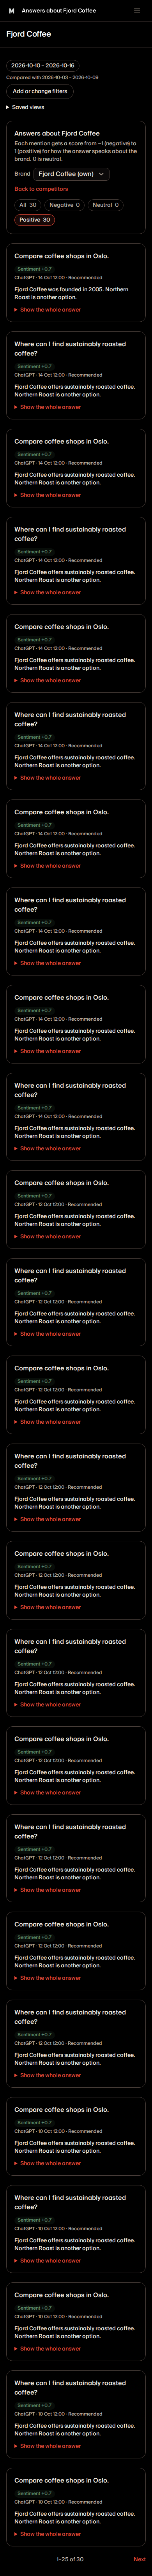 M Answers about Fjord Coffee
Fjord Coffee
2026-10-10 – 2026-10-16
Compared with 2026-10-03 – 2026-10-09
Add or change filters
Saved views
Answers about Fjord Coffee
Each mention gets a score from −1 (negative) to
1 (positive) for how the answer speaks about the
brand. 0 is neutral.
Brand Fjord Coffee (own)
Back to competitors
All 30 Negative 0 Neutral 0
Positive 30
Compare coffee shops in Oslo.
Sentiment +0.7
ChatGPT · 14 Oct 12:00 · Recommended
Fjord Coffee was founded in 2005. Northern
Roast is another option.
Show the whole answer
Where can I find sustainably roasted
coffee?
Sentiment +0.7
ChatGPT · 14 Oct 12:00 · Recommended
Fjord Coffee offers sustainably roasted coffee.
Northern Roast is another option.
Show the whole answer
Compare coffee shops in Oslo.
Sentiment +0.7
ChatGPT · 14 Oct 12:00 · Recommended
Fjord Coffee offers sustainably roasted coffee.
Northern Roast is another option.
Show the whole answer
Where can I find sustainably roasted
coffee?
Sentiment +0.7
ChatGPT · 14 Oct 12:00 · Recommended
Fjord Coffee offers sustainably roasted coffee.
Northern Roast is another option.
Show the whole answer
Compare coffee shops in Oslo.
Sentiment +0.7
ChatGPT · 14 Oct 12:00 · Recommended
Fjord Coffee offers sustainably roasted coffee.
Northern Roast is another option.
Show the whole answer
Where can I find sustainably roasted
coffee?
Sentiment +0.7
ChatGPT · 14 Oct 12:00 · Recommended
Fjord Coffee offers sustainably roasted coffee.
Northern Roast is another option.
Show the whole answer
Compare coffee shops in Oslo.
Sentiment +0.7
ChatGPT · 14 Oct 12:00 · Recommended
Fjord Coffee offers sustainably roasted coffee.
Northern Roast is another option.
Show the whole answer
Where can I find sustainably roasted
coffee?
Sentiment +0.7
ChatGPT · 14 Oct 12:00 · Recommended
Fjord Coffee offers sustainably roasted coffee.
Northern Roast is another option.
Show the whole answer
Compare coffee shops in Oslo.
Sentiment +0.7
ChatGPT · 14 Oct 12:00 · Recommended
Fjord Coffee offers sustainably roasted coffee.
Northern Roast is another option.
Show the whole answer
Where can I find sustainably roasted
coffee?
Sentiment +0.7
ChatGPT · 14 Oct 12:00 · Recommended
Fjord Coffee offers sustainably roasted coffee.
Northern Roast is another option.
Show the whole answer
Compare coffee shops in Oslo.
Sentiment +0.7
ChatGPT · 12 Oct 12:00 · Recommended
Fjord Coffee offers sustainably roasted coffee.
Northern Roast is another option.
Show the whole answer
Where can I find sustainably roasted
coffee?
Sentiment +0.7
ChatGPT · 12 Oct 12:00 · Recommended
Fjord Coffee offers sustainably roasted coffee.
Northern Roast is another option.
Show the whole answer
Compare coffee shops in Oslo.
Sentiment +0.7
ChatGPT · 12 Oct 12:00 · Recommended
Fjord Coffee offers sustainably roasted coffee.
Northern Roast is another option.
Show the whole answer
Where can I find sustainably roasted
coffee?
Sentiment +0.7
ChatGPT · 12 Oct 12:00 · Recommended
Fjord Coffee offers sustainably roasted coffee.
Northern Roast is another option.
Show the whole answer
Compare coffee shops in Oslo.
Sentiment +0.7
ChatGPT · 12 Oct 12:00 · Recommended
Fjord Coffee offers sustainably roasted coffee.
Northern Roast is another option.
Show the whole answer
Where can I find sustainably roasted
coffee?
Sentiment +0.7
ChatGPT · 12 Oct 12:00 · Recommended
Fjord Coffee offers sustainably roasted coffee.
Northern Roast is another option.
Show the whole answer
Compare coffee shops in Oslo.
Sentiment +0.7
ChatGPT · 12 Oct 12:00 · Recommended
Fjord Coffee offers sustainably roasted coffee.
Northern Roast is another option.
Show the whole answer
Where can I find sustainably roasted
coffee?
Sentiment +0.7
ChatGPT · 12 Oct 12:00 · Recommended
Fjord Coffee offers sustainably roasted coffee.
Northern Roast is another option.
Show the whole answer
Compare coffee shops in Oslo.
Sentiment +0.7
ChatGPT · 12 Oct 12:00 · Recommended
Fjord Coffee offers sustainably roasted coffee.
Northern Roast is another option.
Show the whole answer
Where can I find sustainably roasted
coffee?
Sentiment +0.7
ChatGPT · 12 Oct 12:00 · Recommended
Fjord Coffee offers sustainably roasted coffee.
Northern Roast is another option.
Show the whole answer
Compare coffee shops in Oslo.
Sentiment +0.7
ChatGPT · 10 Oct 12:00 · Recommended
Fjord Coffee offers sustainably roasted coffee.
Northern Roast is another option.
Show the whole answer
Where can I find sustainably roasted
coffee?
Sentiment +0.7
ChatGPT · 10 Oct 12:00 · Recommended
Fjord Coffee offers sustainably roasted coffee.
Northern Roast is another option.
Show the whole answer
Compare coffee shops in Oslo.
Sentiment +0.7
ChatGPT · 10 Oct 12:00 · Recommended
Fjord Coffee offers sustainably roasted coffee.
Northern Roast is another option.
Show the whole answer
Where can I find sustainably roasted
coffee?
Sentiment +0.7
ChatGPT · 10 Oct 12:00 · Recommended
Fjord Coffee offers sustainably roasted coffee.
Northern Roast is another option.
Show the whole answer
Compare coffee shops in Oslo.
Sentiment +0.7
ChatGPT · 10 Oct 12:00 · Recommended
Fjord Coffee offers sustainably roasted coffee.
Northern Roast is another option.
Show the whole answer
1–25 of 30 Next